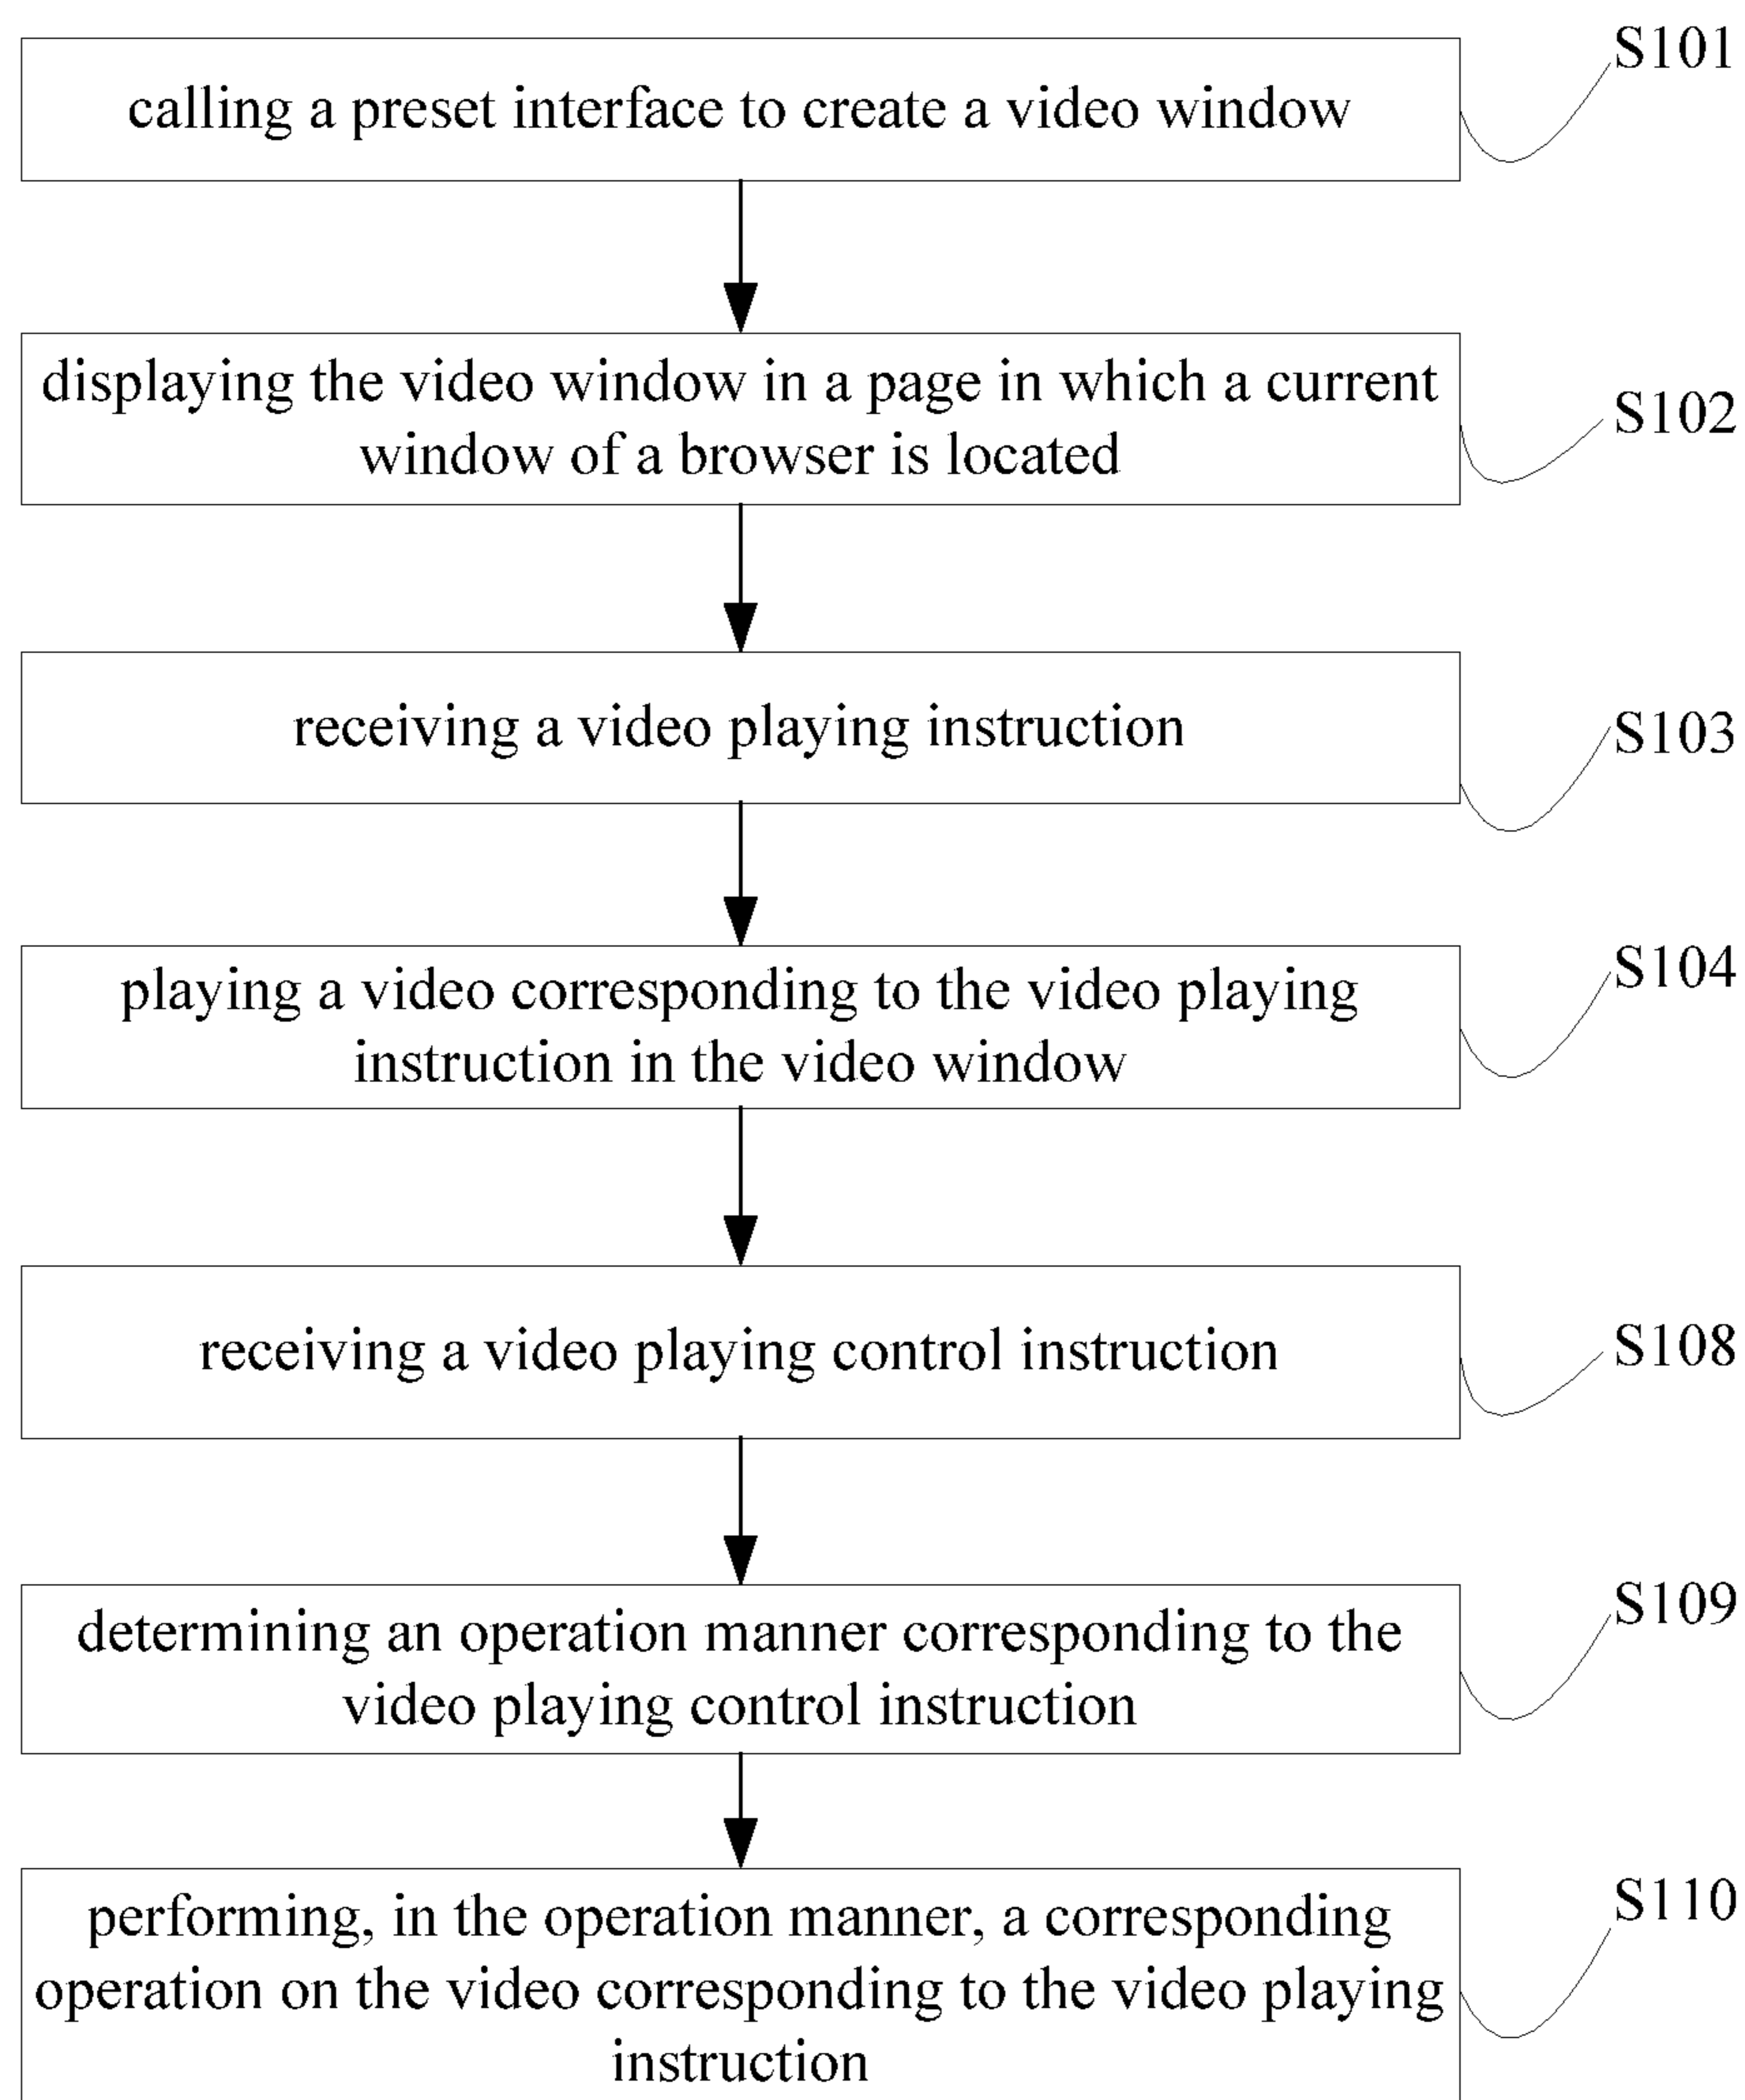 S101
calling a preset interface to create a video window
displaying the video window in a page in which a current
window of a browser is located
S102
receiving a video playing instruction
S103
playing a video corresponding to the video playing
instruction in the video window
S104
receiving a video playing control instruction
S108
determining an operation manner corresponding to the
video playing control instruction
S109
performing, in the operation manner, a corresponding
operation on the video corresponding to the video playing
instruction
S110